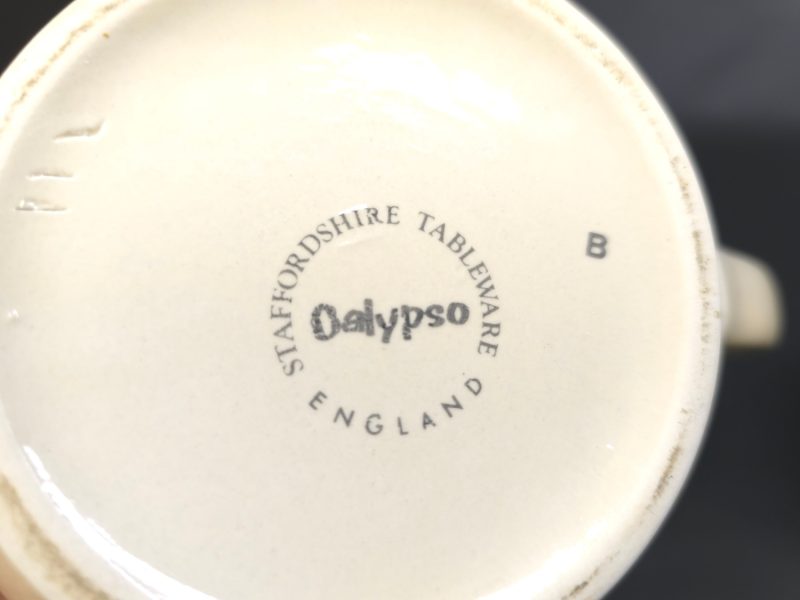 STAFFORDSHIRE TABLEWARE
Calypso
ENGLAND
B